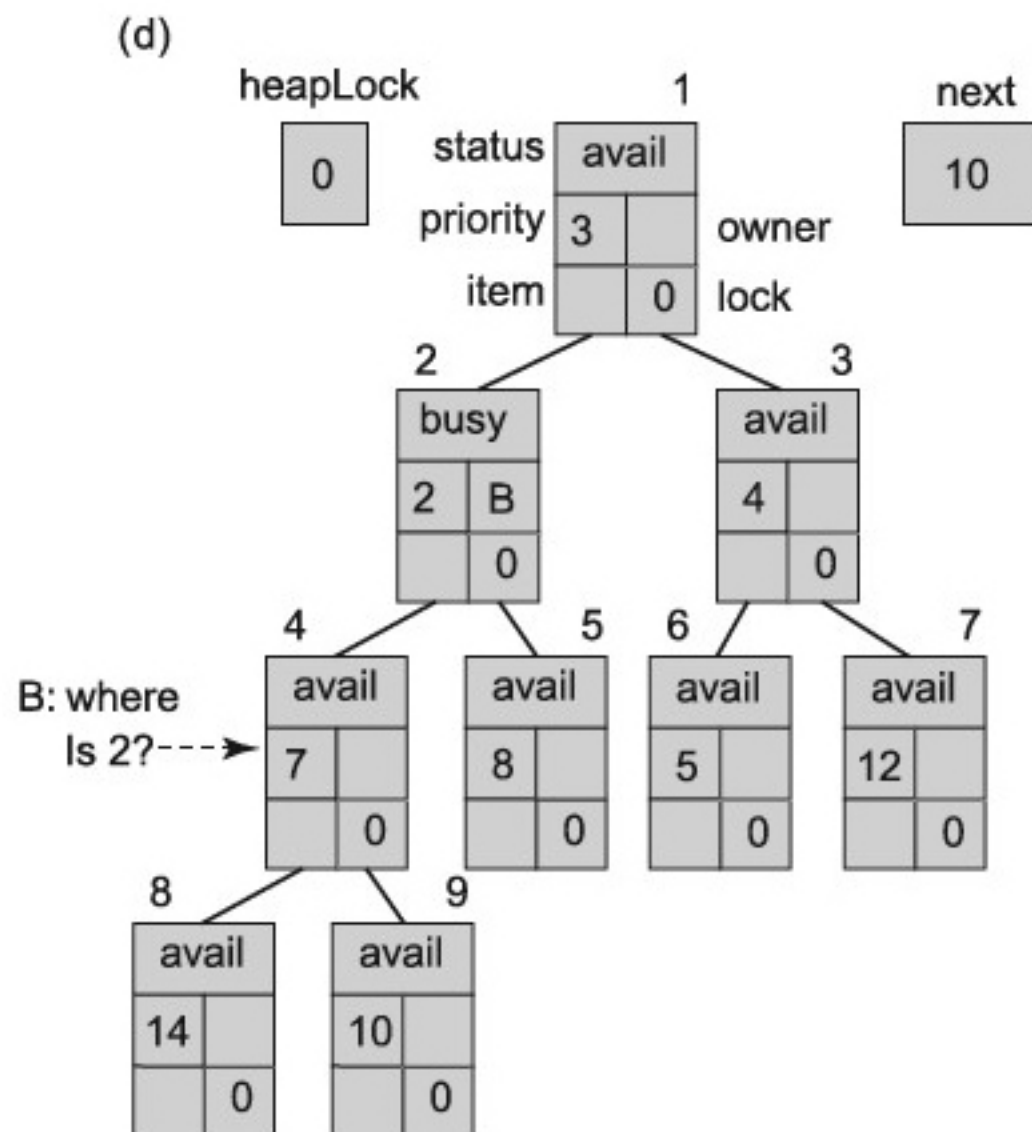 (d)
heapLock
1
next
0
status
avail
10
priority
3
owner
item
0
lock
2
3
busy
avail
2
B
4
0
0
4
5
6
7
avail
avail
avail
avail
B: where
Is 2?
7
8
5
12
0
0
0
0
8
9
avail
avail
14
10
0
0